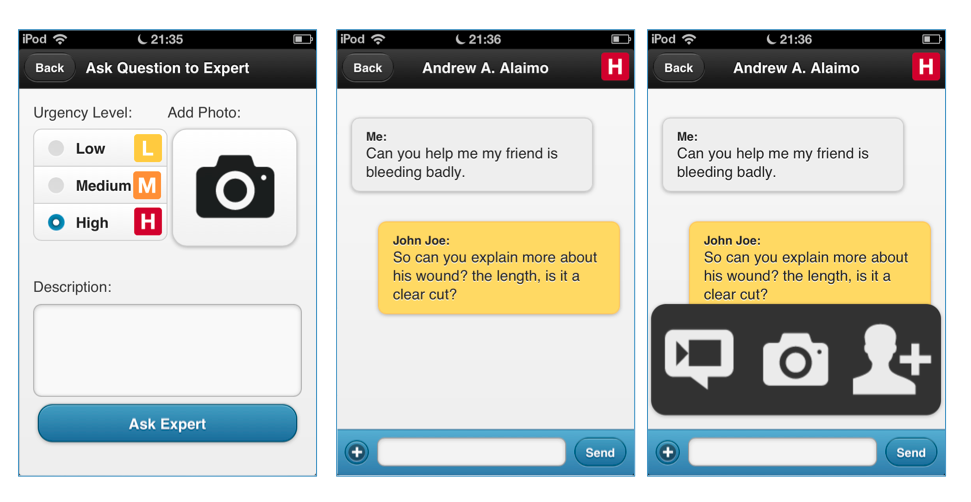 iPod 21:35
Back Ask Question to Expert
Urgency Level: Add Photo:
Low L
Medium M
High H
Description:
Ask Expert
iPod 21:36
Back Andrew A. Alaimo H
Me:
Can you help me my friend is
bleeding badly.
John Joe:
So can you explain more about
his wound? the length, is it a
clear cut?
Send
iPod 21:36
Back Andrew A. Alaimo H
Me:
Can you help me my friend is
bleeding badly.
John Joe:
So can you explain more about
his wound? the length, is it a
clear cut?
Send